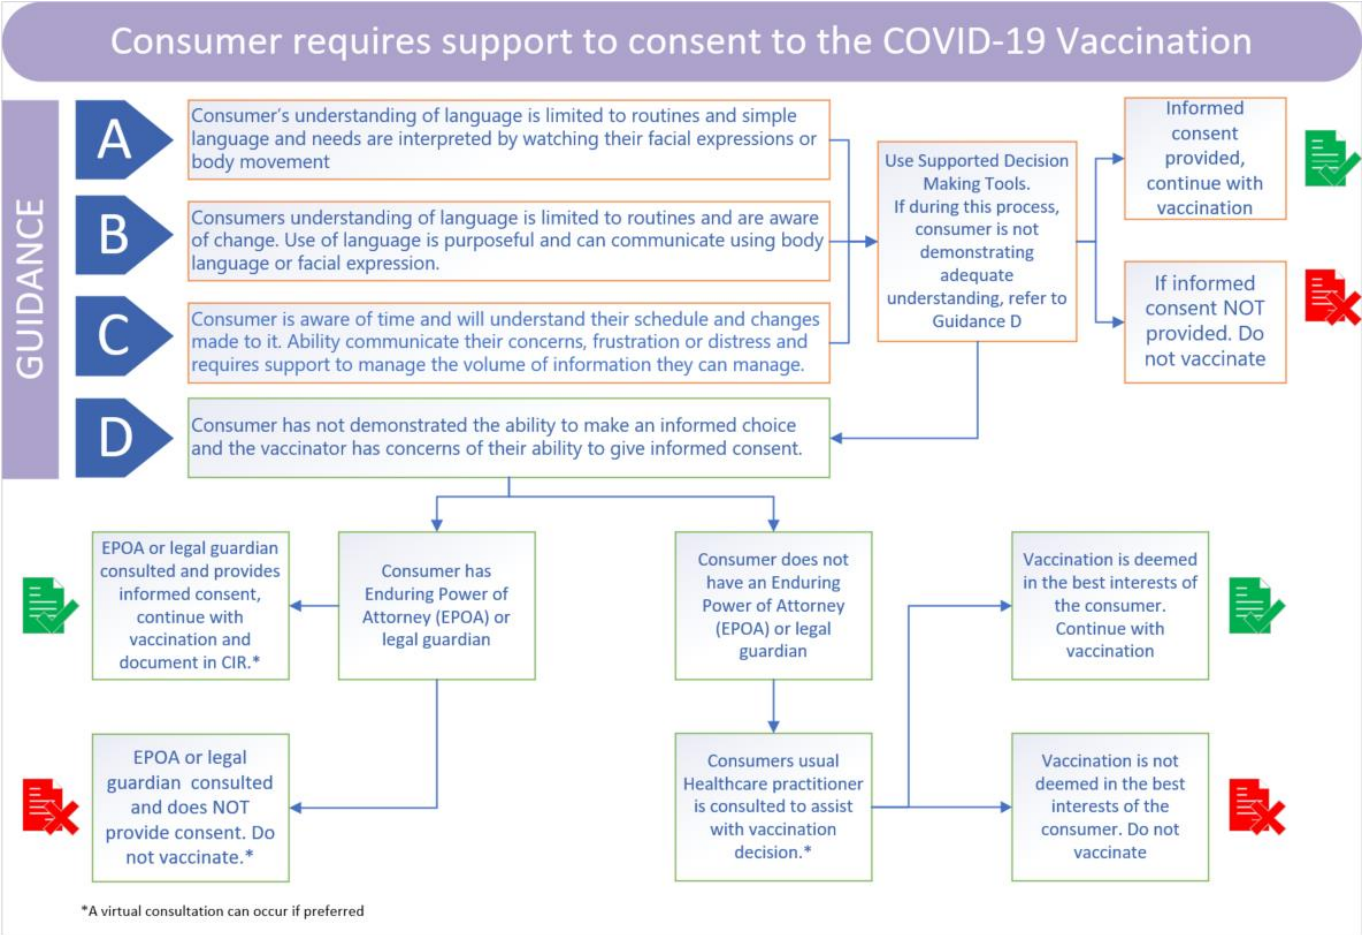 Consumer requires support to consent to the COVID-19 Vaccination
GUIDANCE
A
Consumer's understanding of language is limited to routines and simple
language and needs are interpreted by watching their facial expressions or
body movement
B
Consumers understanding of language is limited to routines and are aware
of change. Use of language is purposeful and can communicate using body
language or facial expression.
C
Consumer is aware of time and will understand their schedule and changes
made to it. Ability communicate their concerns, frustration or distress and
requires support to manage the volume of information they can manage.
D
Consumer has not demonstrated the ability to make an informed choice
and the vaccinator has concerns of their ability to give informed consent.
Use Supported Decision
Making Tools.
If during this process,
consumer is not
demonstrating
adequate
understanding, refer to
Guidance D
Informed
consent
provided,
continue with
vaccination
If informed
consent NOT
provided. Do
not vaccinate
EPOA or legal guardian
consulted and provides
informed consent,
continue with
vaccination and
document in CIR.*
Consumer has
Enduring Power of
Attorney (EPOA) or
legal guardian
Consumer does not
have an Enduring
Power of Attorney
(EPOA) or legal
guardian
Vaccination is deemed
in the best interests of
the consumer.
Continue with
vaccination
EPOA or legal
guardian consulted
and does NOT
provide consent. Do
not vaccinate.*
Consumers usual
Healthcare practitioner
is consulted to assist
with vaccination
decision.*
Vaccination is not
deemed in the best
interests of the
consumer. Do not
vaccinate
*A virtual consultation can occur if preferred